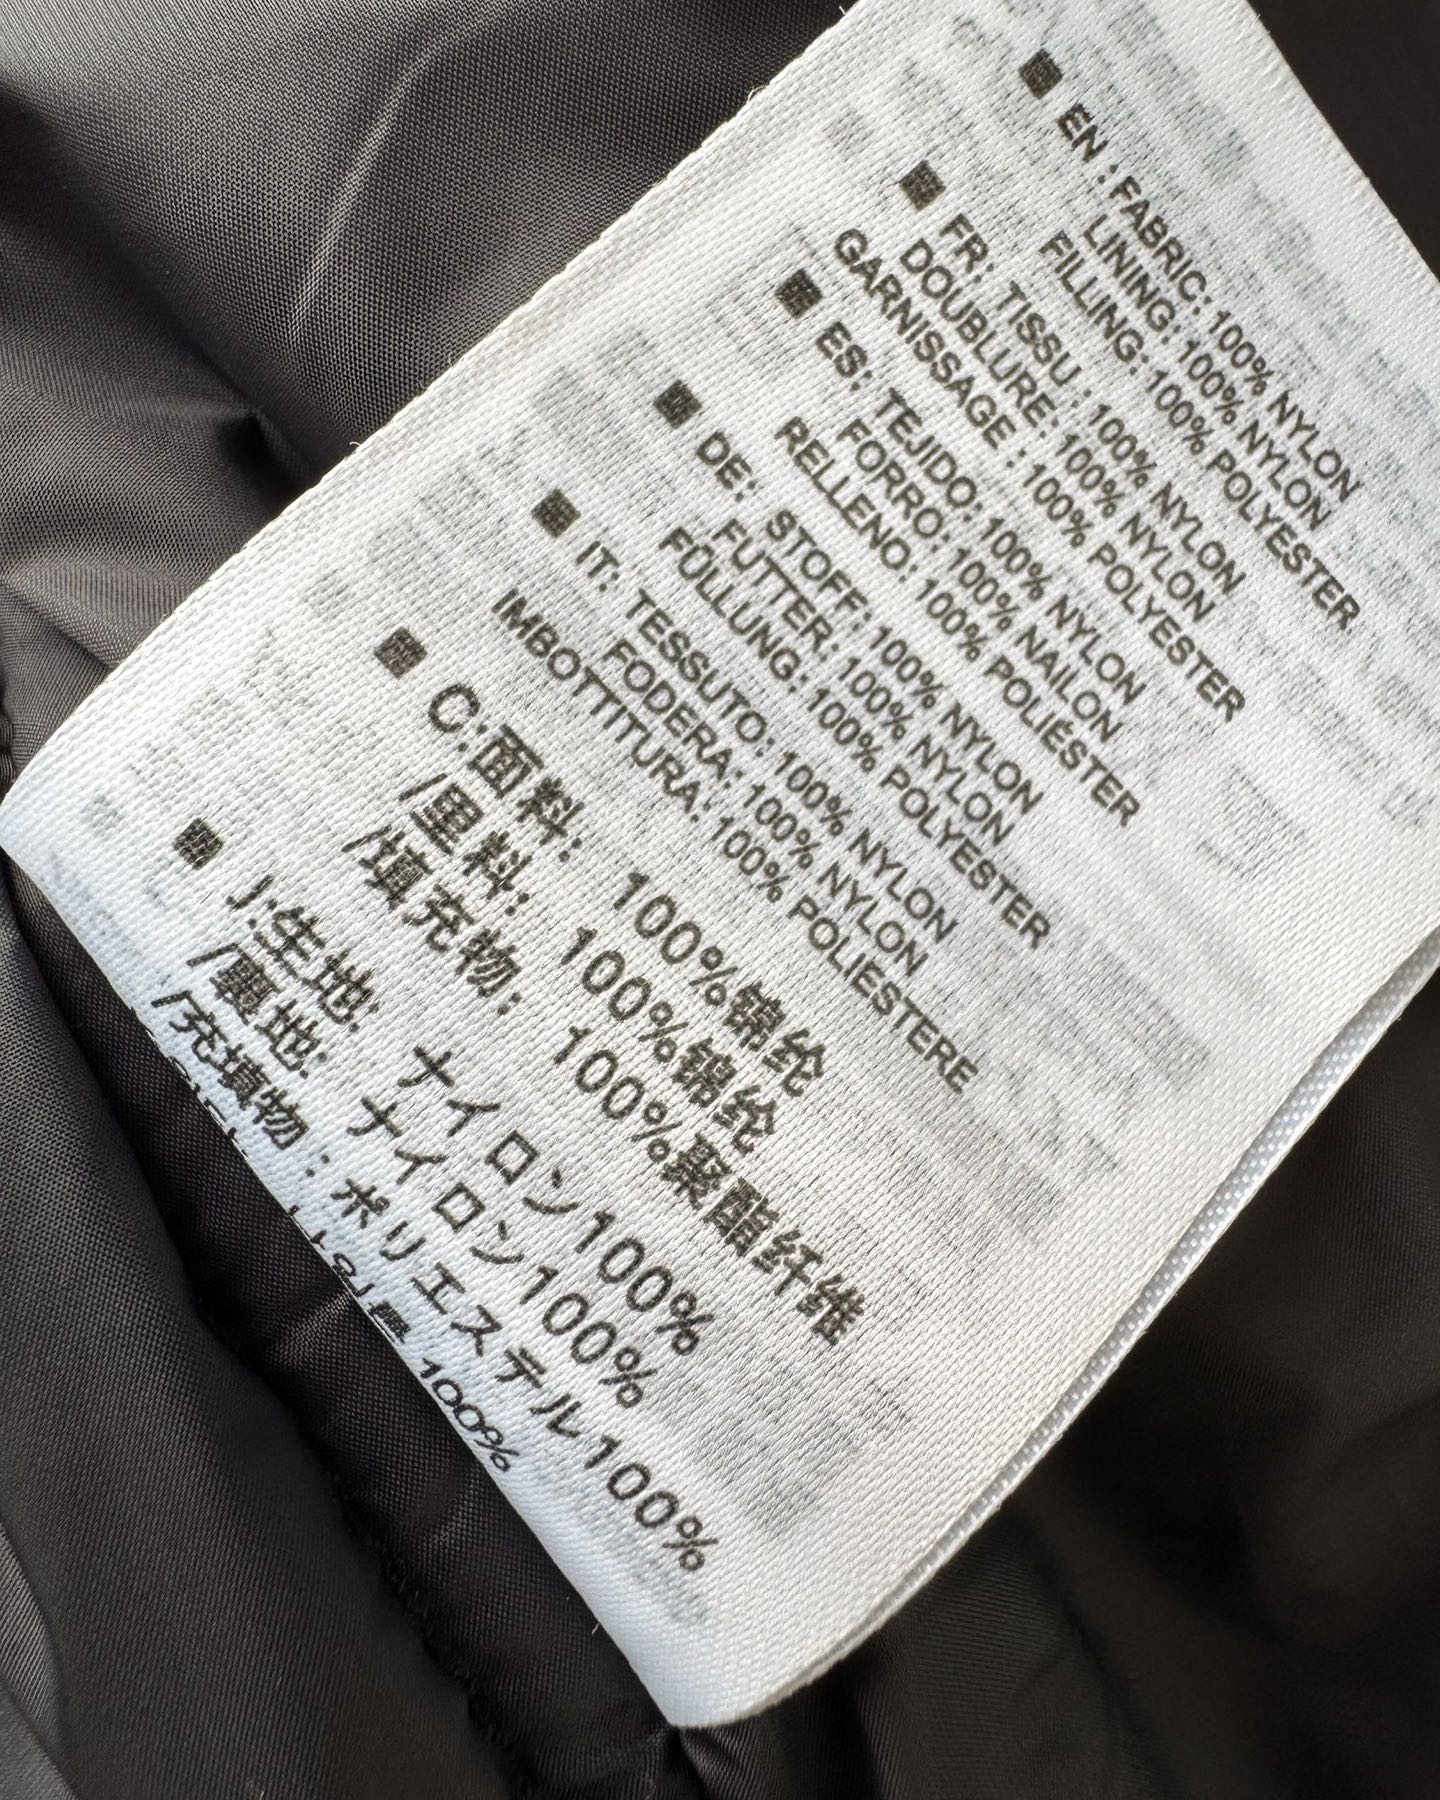 EN : FABRIC: 100% NYLON
LINING: 100% NYLON
FILLING: 100% POLYESTER
FR: TISSU : 100% NYLON
DOUBLURE: 100% NYLON
GARNISSAGE : 100% POLYESTER
ES: TEJIDO: 100% NYLON
FORRO: 100% NAILON
RELLENO: 100% POLIÉSTER
DE: STOFF: 100% NYLON
FUTTER: 100% NYLON
FÜLLUNG: 100% POLYESTER
IT: TESSUTO: 100% NYLON
FODERA: 100% NYLON
IMBOTTITURA: 100% POLIESTERE
C:面料: 100%锦纶
/里料: 100%锦纶
/填充物: 100%聚酯纤维
J:生地: ナイロン100%
/裏地: ナイロン100%
/充填物: ポリエステル100%
100%